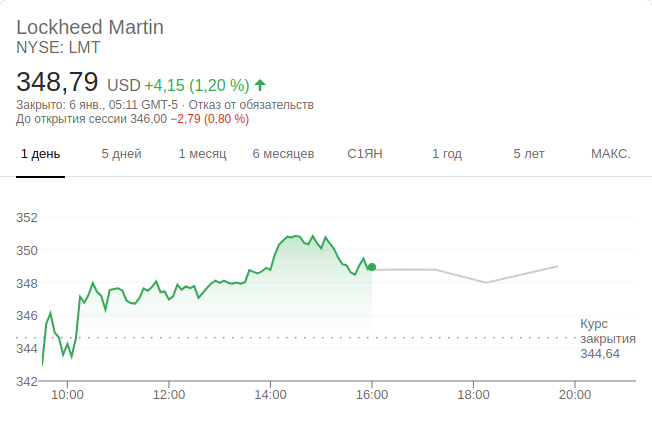 Lockheed Martin
NYSE: LMT
348,79 USD +4,15 (1,20 %)
Закрыто: 6 янв., 05:11 GMT-5 · Отказ от обязательств
До открытия сессии 346,00 −2,79 (0,80 %)
1 день 5 дней 1 месяц 6 месяцев С1ЯН 1 год 5 лет МАКС.
352
350
348
346
Курс
344 закрытия
344,64
342
10:00 12:00 14:00 16:00 18:00 20:00